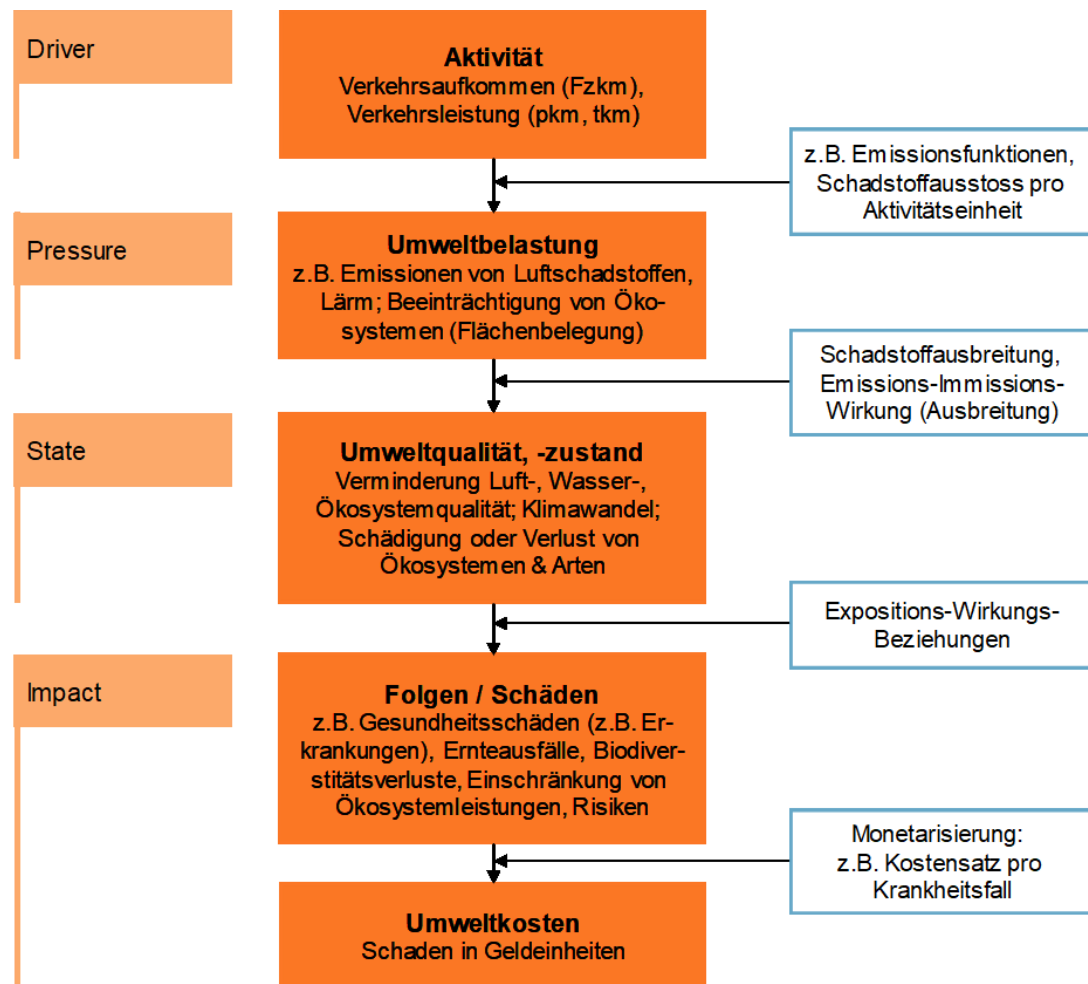 Driver
Aktivität
Verkehrsaufkommen (Fzkm),
Verkehrsleistung (pkm, tkm)
z.B. Emissionsfunktionen,
Schadstoffausstoss pro
Aktivitätseinheit
Pressure
Umweltbelastung
z.B. Emissionen von Luftschadstoffen,
Lärm; Beeinträchtigung von Öko-
systemen (Flächenbelegung)
Schadstoffausbreitung,
Emissions-Immissions-
Wirkung (Ausbreitung)
State
Umweltqualität, -zustand
Verminderung Luft-, Wasser-,
Ökosystemqualität; Klimawandel;
Schädigung oder Verlust von
Ökosystemen & Arten
Expositions-Wirkungs-
Beziehungen
Impact
Folgen / Schäden
z.B. Gesundheitsschäden (z.B. Er-
krankungen), Ernteausfälle, Biodiver-
stitätsverluste, Einschränkung von
Ökosystemleistungen, Risiken
Monetarisierung:
z.B. Kostensatz pro
Krankheitsfall
Umweltkosten
Schaden in Geldeinheiten